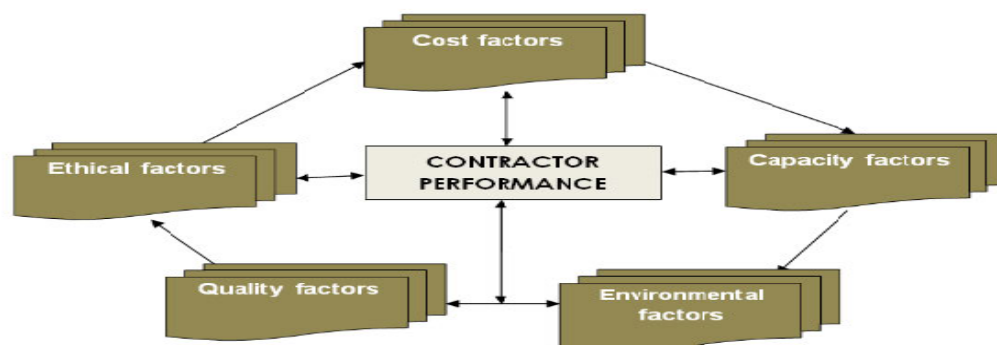 Cost factors
Ethical factors
CONTRACTOR
PERFORMANCE
Capacity factors
Quality factors
Environmental
factors